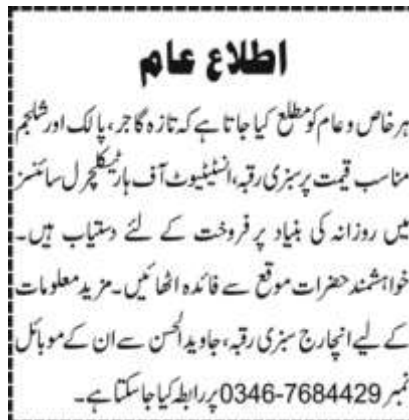 اطلاع عام
ہر خاص و عام کو مطلع کیا جاتا ہے کہ تازہ گاجر، پالک اور شلجم
مناسب قیمت پر سبزی رقبہ، انسٹیٹیوٹ آف ہارٹیکلچرل سائنسز
میں روزانہ کی بنیاد پر فروخت کے لئے دستیاب ہیں۔
خواہشمند حضرات موقع سے فائدہ اٹھائیں۔ مزید معلومات
کے لیے انچارج سبزی رقبہ، جاوید الحسن سے ان کے موبائل
نمبر 0346-7684429 پر رابطہ کیا جا سکتا ہے۔